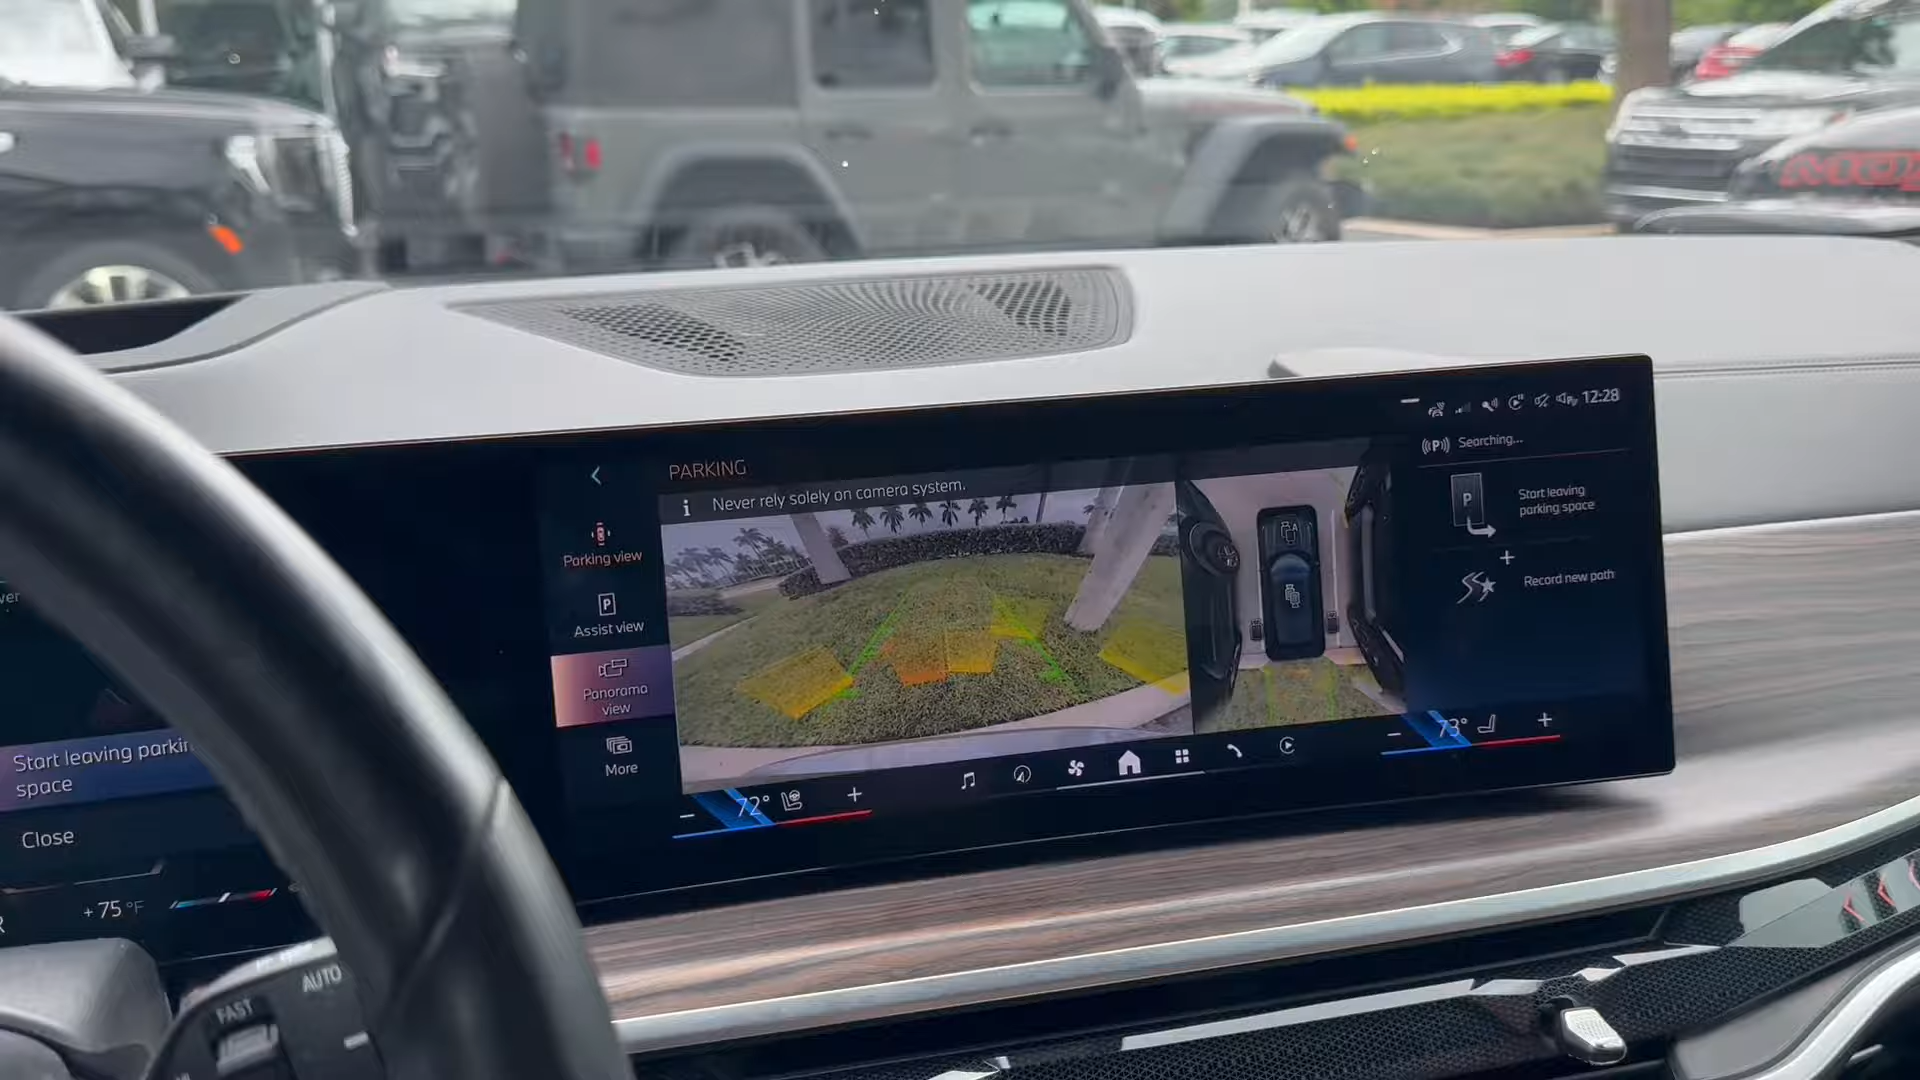 12:28
Searching...
PARKING
Never rely solely on camera system.
Parking view
P
Assist view
Panorama
view
More
P
Start leaving
parking space
Record new path
72°
73°
Start leaving
space
Close
+75 °F
FAST
AUTO